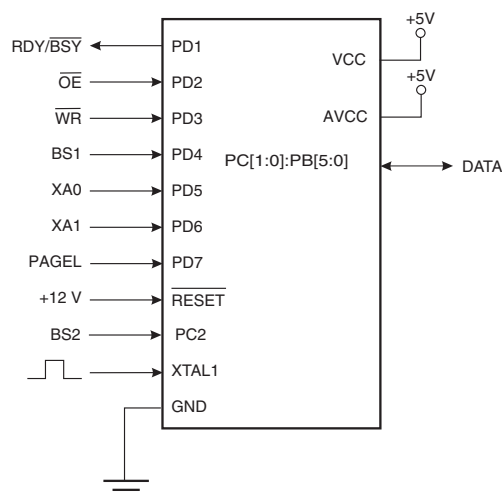 +5V
RDY/BSY PD1
VCC
OE PD2
+5V
WR PD3
AVCC
BS1 PD4
PC[1:0]:PB[5:0] DATA
XA0 PD5
XA1 PD6
PAGEL PD7
+12 V RESET
BS2 PC2
XTAL1
GND